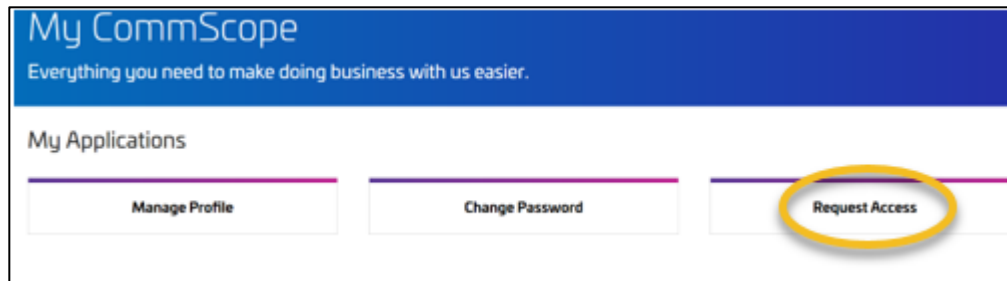 My CommScope
Everything you need to make doing business with us easier.
My Applications
Manage Profile
Change Password
Request Access